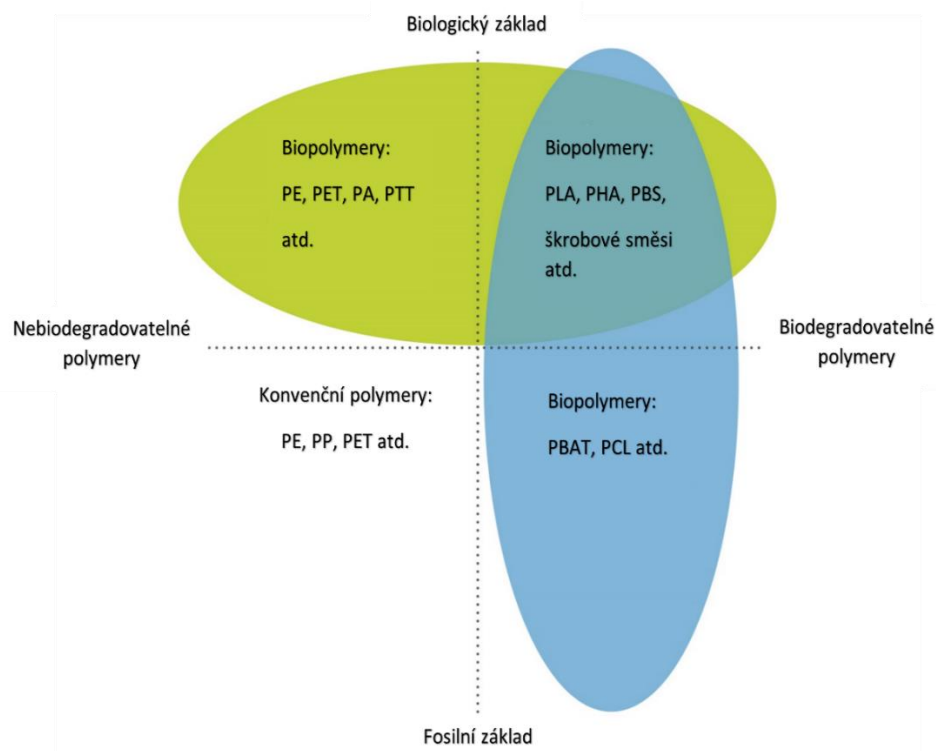 Biologický základ
Biopolymery:
PE, PET, PA, PTT
atd.
Biopolymery:
PLA, PHA, PBS,
škrobové směsi
atd.
Nebiodegradovatelné
polymery
Biodegradovatelné
polymery
Konvenční polymery:
PE, PP, PET atd.
Biopolymery:
PBAT, PCL atd.
Fosilní základ